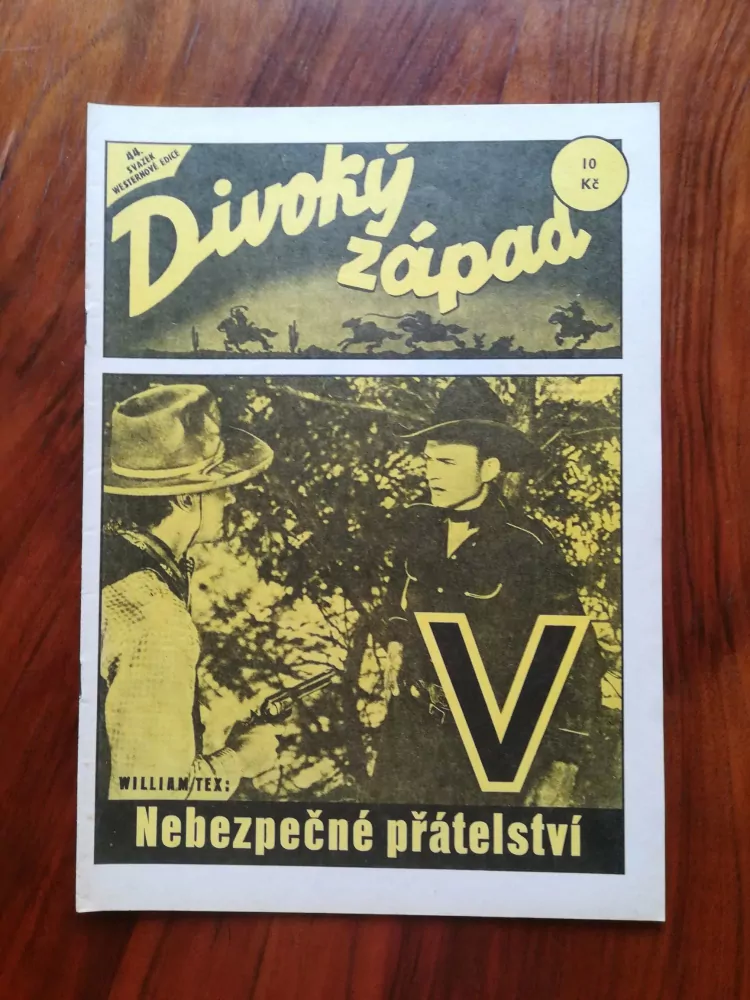 44.
SVAZEK
WESTERNOVÉ EDICE
Divoký
západ
10
Kč
V
WILLIAM TEX:
Nebezpečné přátelství